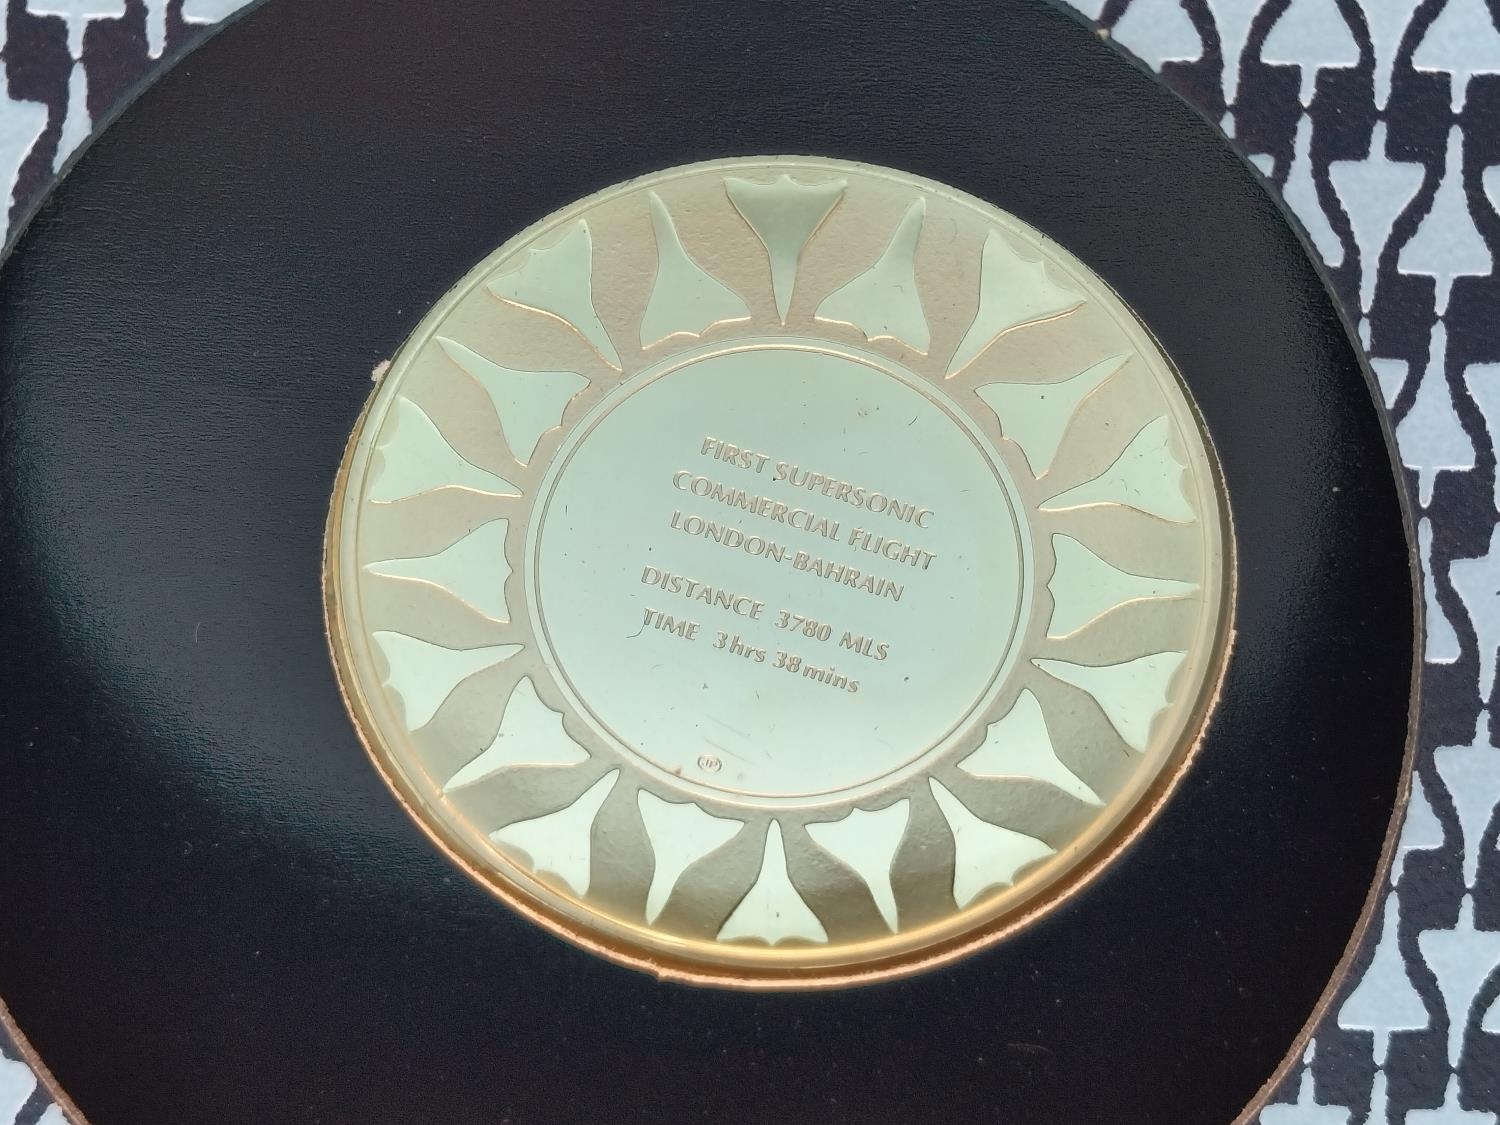 FIRST SUPERSONIC
COMMERCIAL FLIGHT
LONDON-BAHRAIN
DISTANCE 3780 MLS
TIME 3hrs 38mins